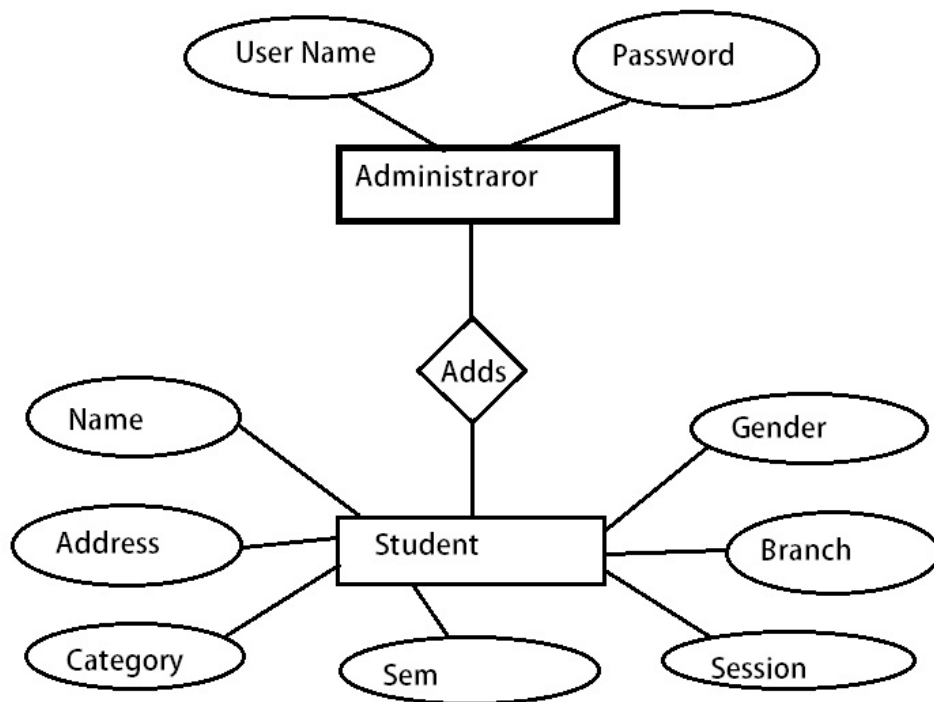 User Name
Password
Administraror
Adds
Name
Gender
Address
Student
Branch
Category
Sem
Session